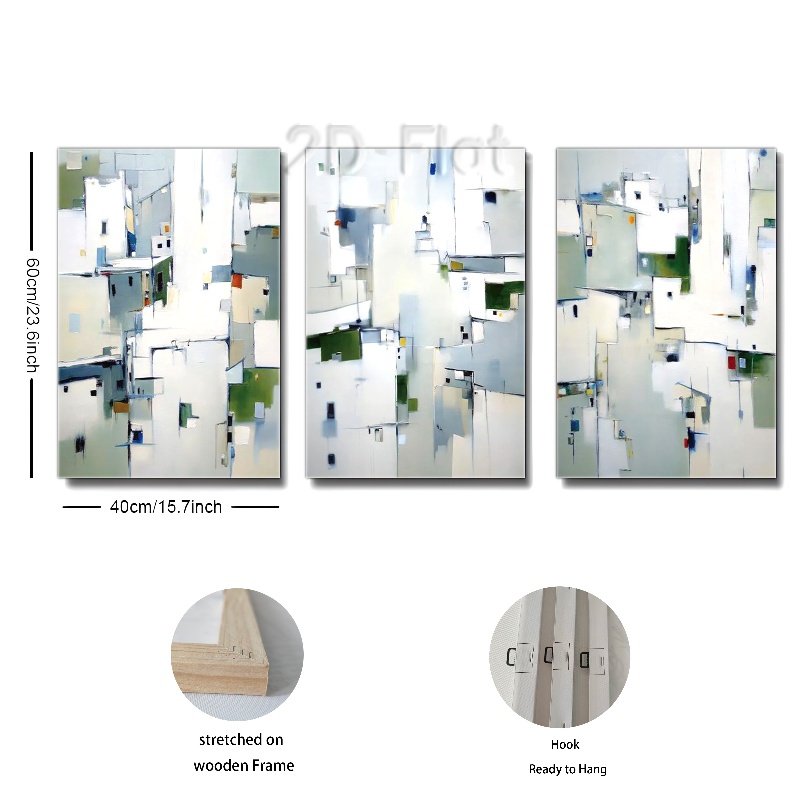 2D-Flat
60cm/23.6inch
40cm/15.7inch
stretched on
wooden Frame
Hook
Ready to Hang